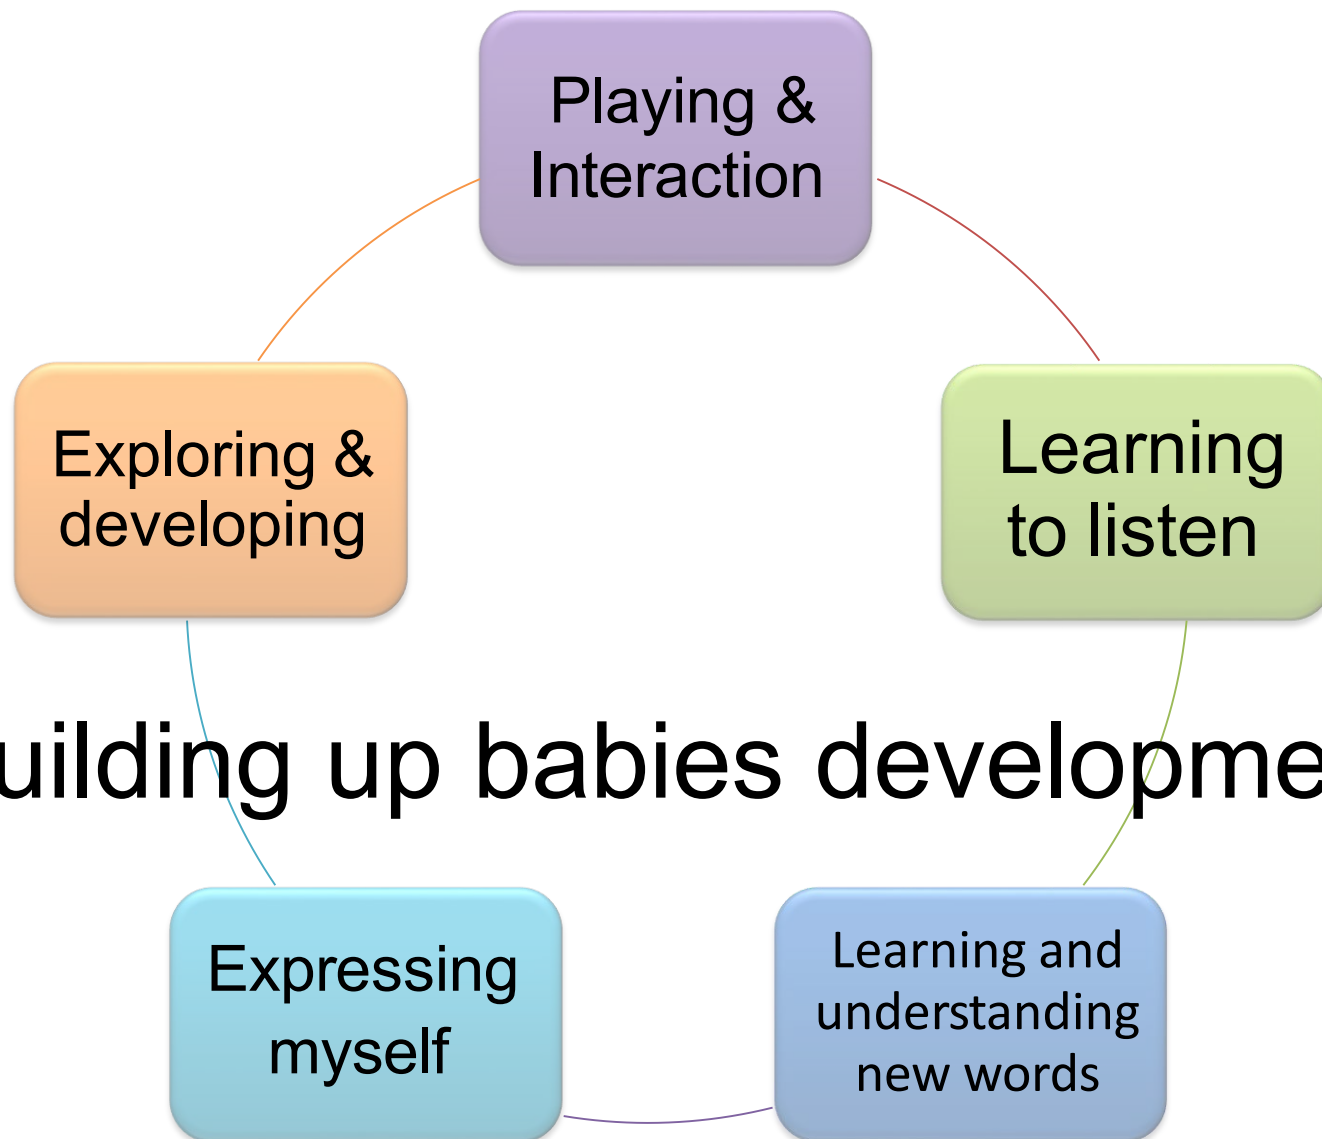 Playing &
Interaction
Exploring &
developing
Learning
to listen
uilding up babies developme
Expressing
myself
Learning and
understanding
new words